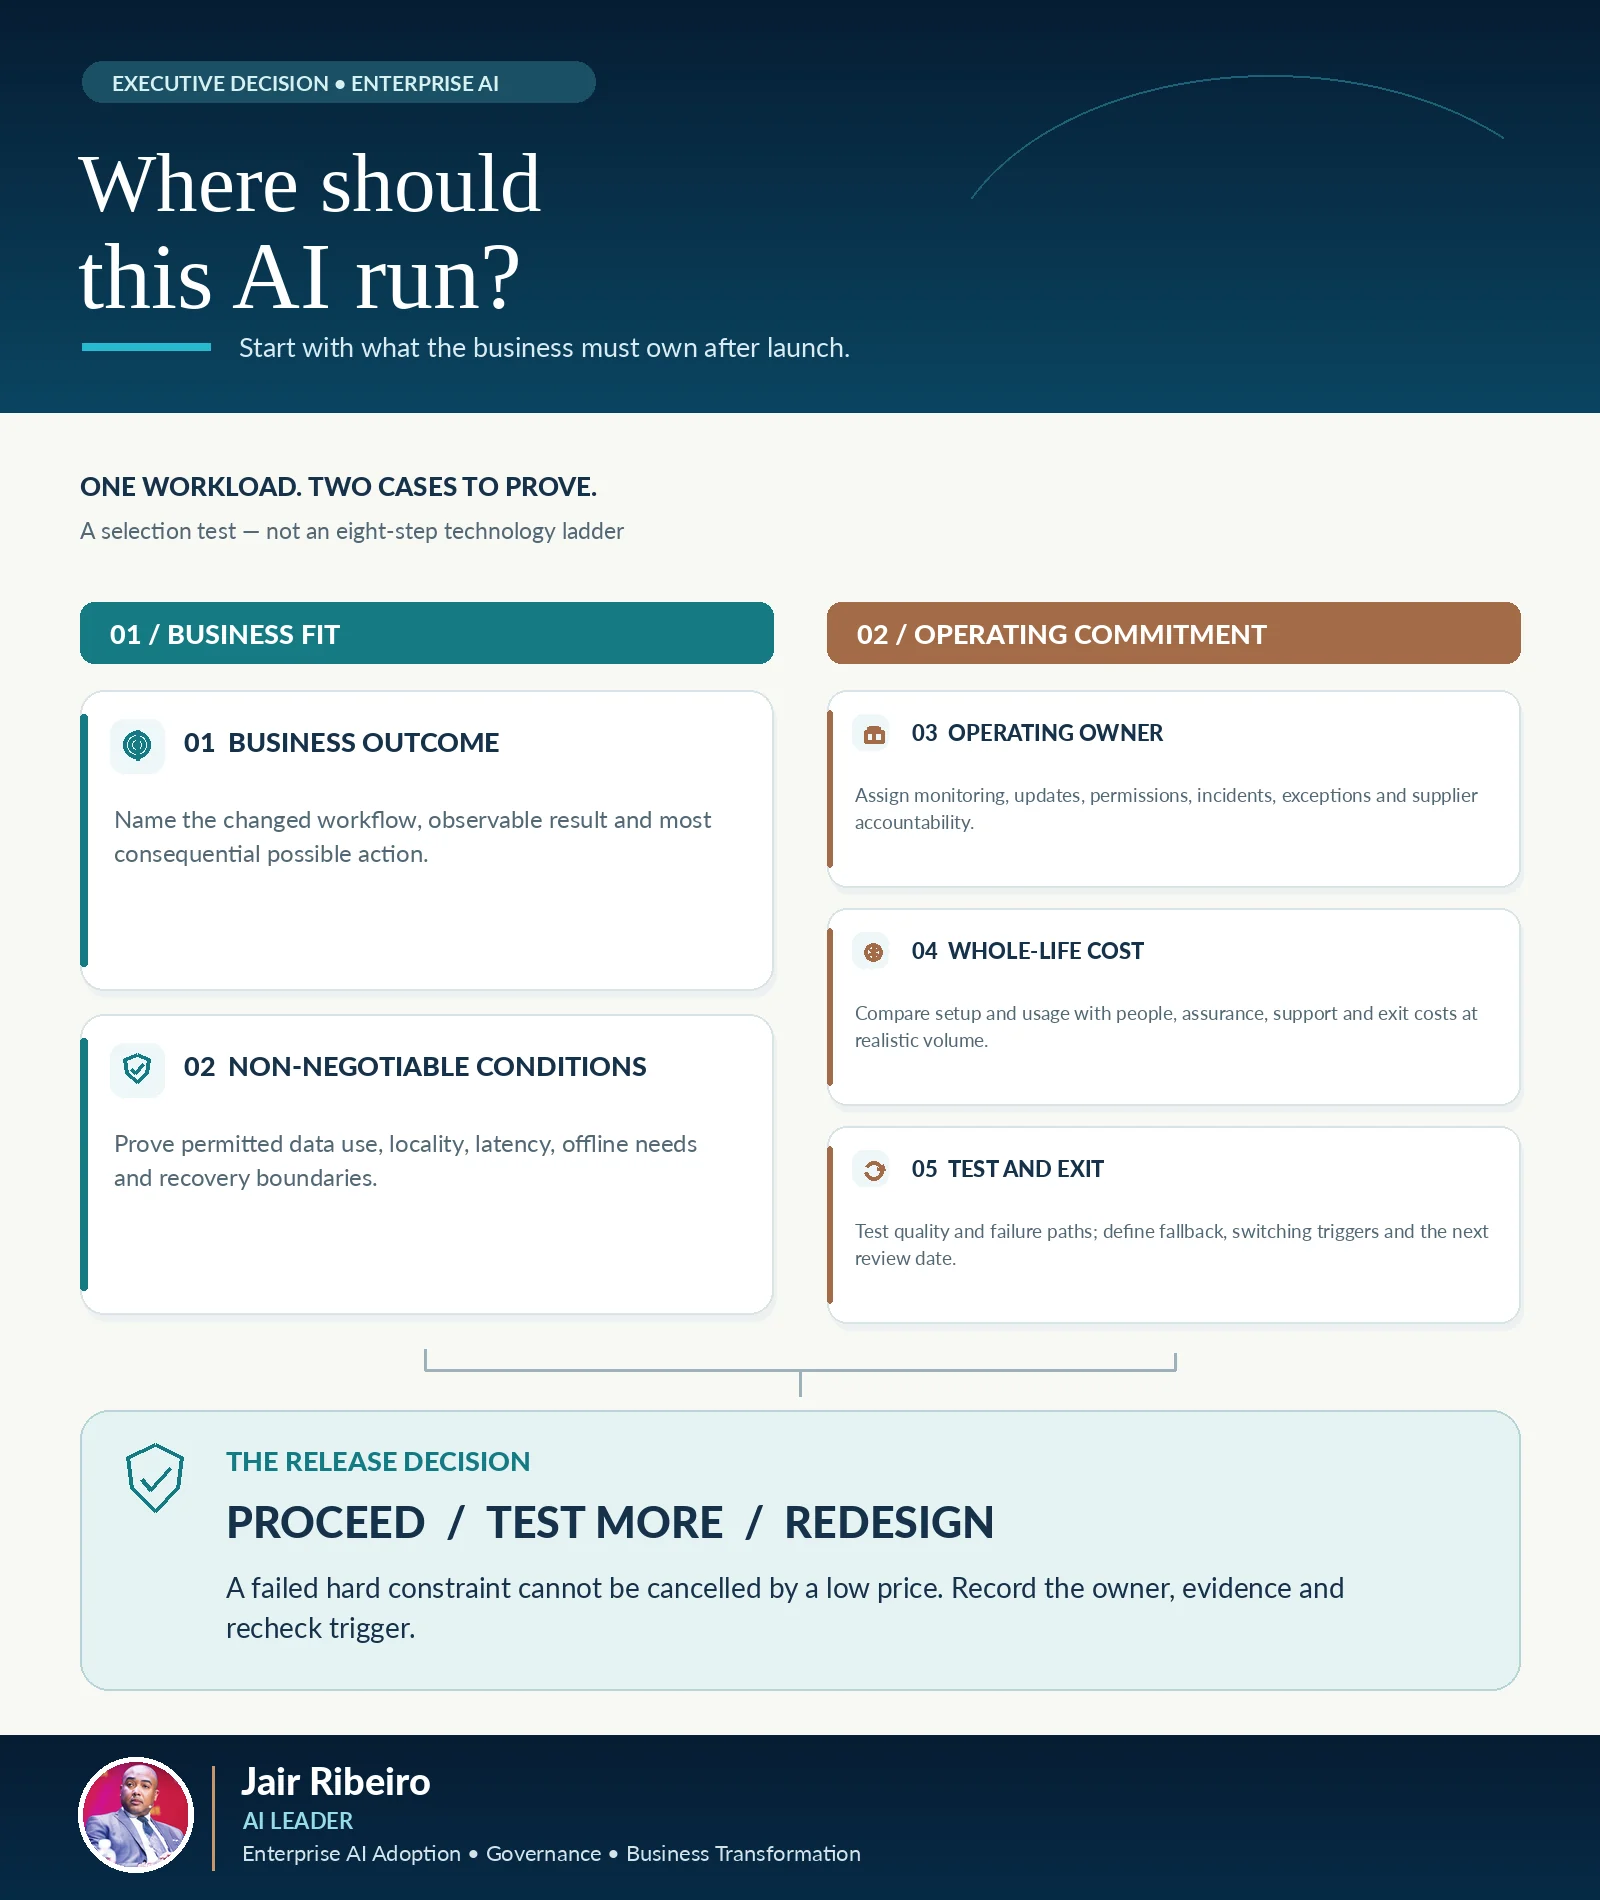 EXECUTIVE DECISION • ENTERPRISE AI
Where should
this AI run?
Start with what the business must own after launch.
ONE WORKLOAD. TWO CASES TO PROVE.
A selection test — not an eight-step technology ladder
01 / BUSINESS FIT
01 BUSINESS OUTCOME
Name the changed workflow, observable result and most
consequential possible action.
02 NON-NEGOTIABLE CONDITIONS
Prove permitted data use, locality, latency, offline needs
and recovery boundaries.
02 / OPERATING COMMITMENT
03 OPERATING OWNER
Assign monitoring, updates, permissions, incidents, exceptions and supplier
accountability.
04 WHOLE-LIFE COST
Compare setup and usage with people, assurance, support and exit costs at
realistic volume.
05 TEST AND EXIT
Test quality and failure paths; define fallback, switching triggers and the next
review date.
THE RELEASE DECISION
PROCEED / TEST MORE / REDESIGN
A failed hard constraint cannot be cancelled by a low price. Record the owner, evidence and
recheck trigger.
Jair Ribeiro
AI LEADER
Enterprise AI Adoption • Governance • Business Transformation